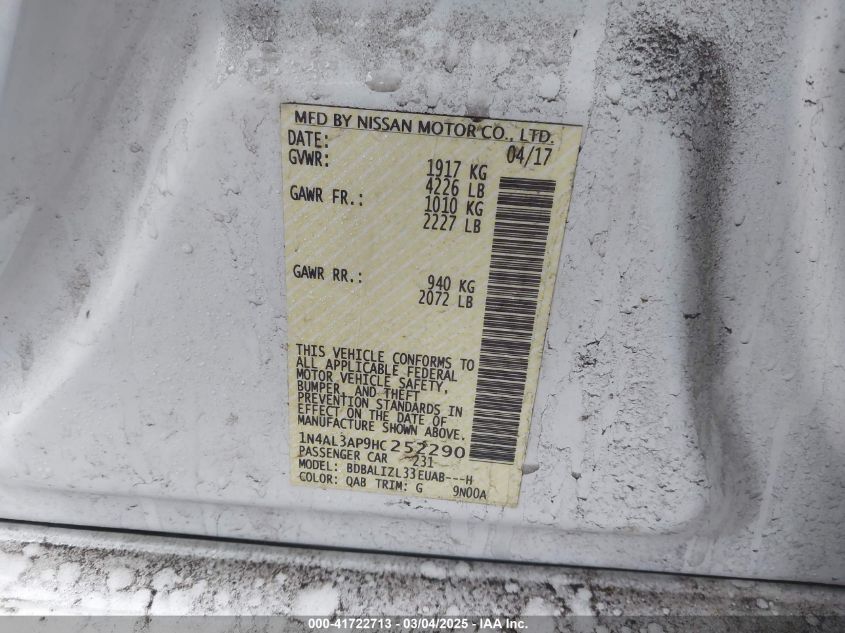 MFD BY NISSAN MOTOR CO., LTD.
DATE: 04/17
GVWR: 1917 KG
4226 LB
GAWR FR.: 1010 KG
2227 LB
GAWR RR.: 940 KG
2072 LB
THIS VEHICLE CONFORMS TO
ALL APPLICABLE FEDERAL
MOTOR VEHICLE SAFETY,
BUMPER, AND THEFT
PREVENTION STANDARDS IN
EFFECT ON THE DATE OF
MANUFACTURE SHOWN ABOVE.
1N4AL3AP9HC252290
PASSENGER CAR 231
MODEL: BDBALIZL33EUAB---H
COLOR: QAB TRIM: G 9N00A
000-41722713 - 03/04/2025 - IAA Inc.